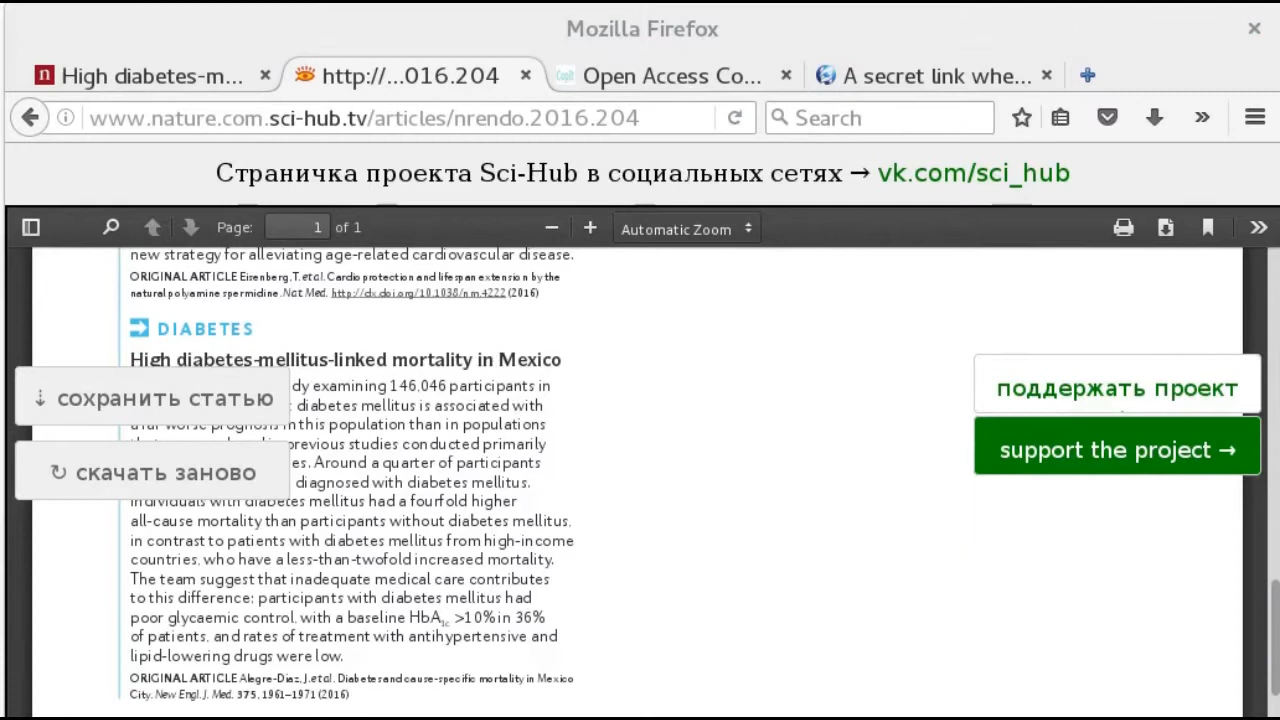 Mozilla Firefox
High diabetes-m...
http://...016.204
Open Access Co...
A secret link whe...
www.nature.com.sci-hub.tv/articles/nrendo.2016.204
Search
Страничка проекта Sci-Hub в социальных сетях → vk.com/sci_hub
Page: 1 of 1
Automatic Zoom
new strategy for alleviating age-related cardiovascular disease.
ORIGINAL ARTICLE Eisenberg, T. et al. Cardioprotection and lifespan extension by the
natural polyamine spermidine. Nat. Med. http://dx.doi.org/10.1038/nm.4222 (2016)
DIABETES
High diabetes-mellitus-linked mortality in Mexico
dy examining 146,046 participants in
diabetes mellitus is associated with
a far worse prognosis in this population than in populations
previous studies conducted primarily
es. Around a quarter of participants
diagnosed with diabetes mellitus.
Individuals with diabetes mellitus had a fourfold higher
all-cause mortality than participants without diabetes mellitus,
in contrast to patients with diabetes mellitus from high-income
countries, who have a less-than-twofold increased mortality.
The team suggest that inadequate medical care contributes
to this difference: participants with diabetes mellitus had
poor glycaemic control, with a baseline HbA1c >10% in 36%
of patients, and rates of treatment with antihypertensive and
lipid-lowering drugs were low.
ORIGINAL ARTICLE Alegre-Díaz, J. et al. Diabetes and cause-specific mortality in Mexico
City. New Engl. J. Med. 375, 1961–1971 (2016)
⇣ сохранить статью
↻ скачать заново
поддержать проект
support the project →